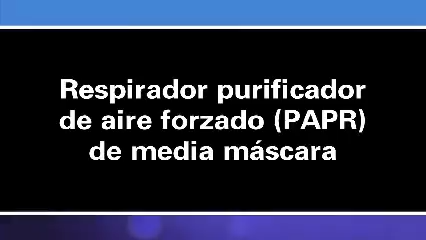 Respirador purificador
de aire forzado (PAPR)
de media máscara